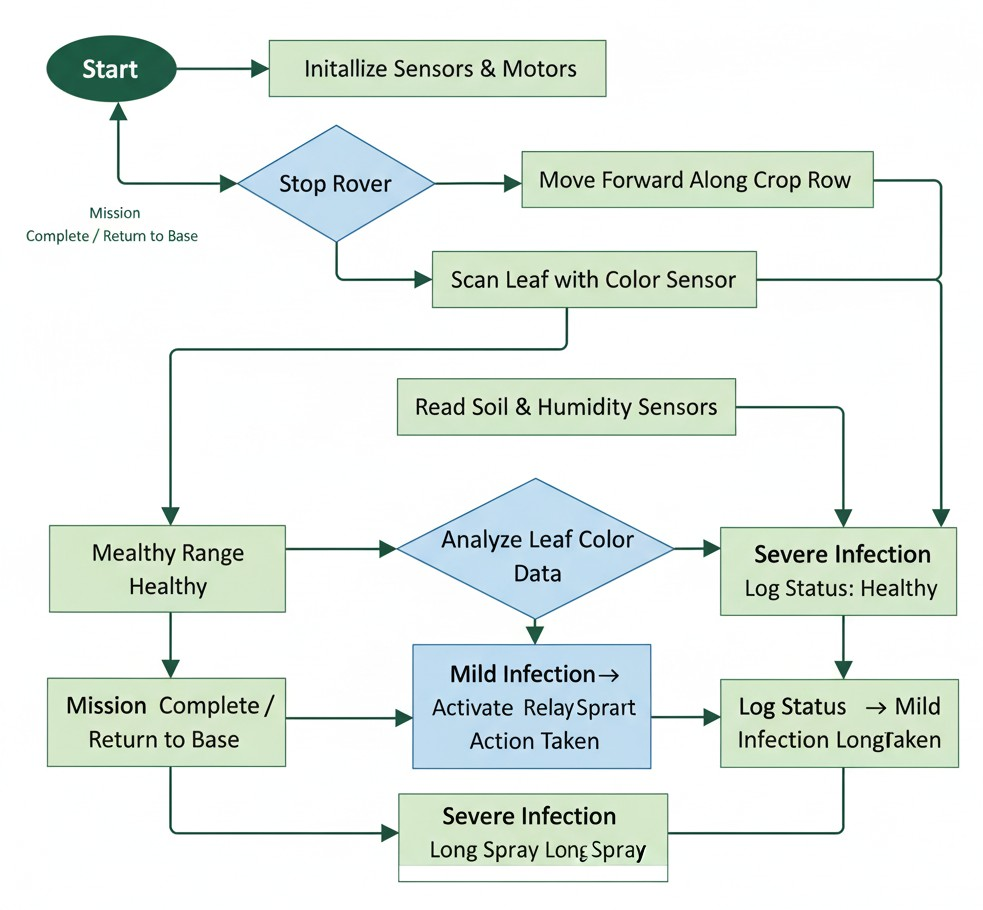 Start
Initallize Sensors & Motors
Stop Rover
Move Forward Along Crop Row
Mission
Complete / Return to Base
Scan Leaf with Color Sensor
Read Soil & Humidity Sensors
Mealthy Range
Healthy
Analyze Leaf Color
Data
Severe Infection
Log Status: Healthy
Mission Complete /
Return to Base
Mild Infection→
Activate Relay Sprart
Action Taken
Log Status → Mild
Infection LongTaken
Severe Infection
Long Spray Long Spray